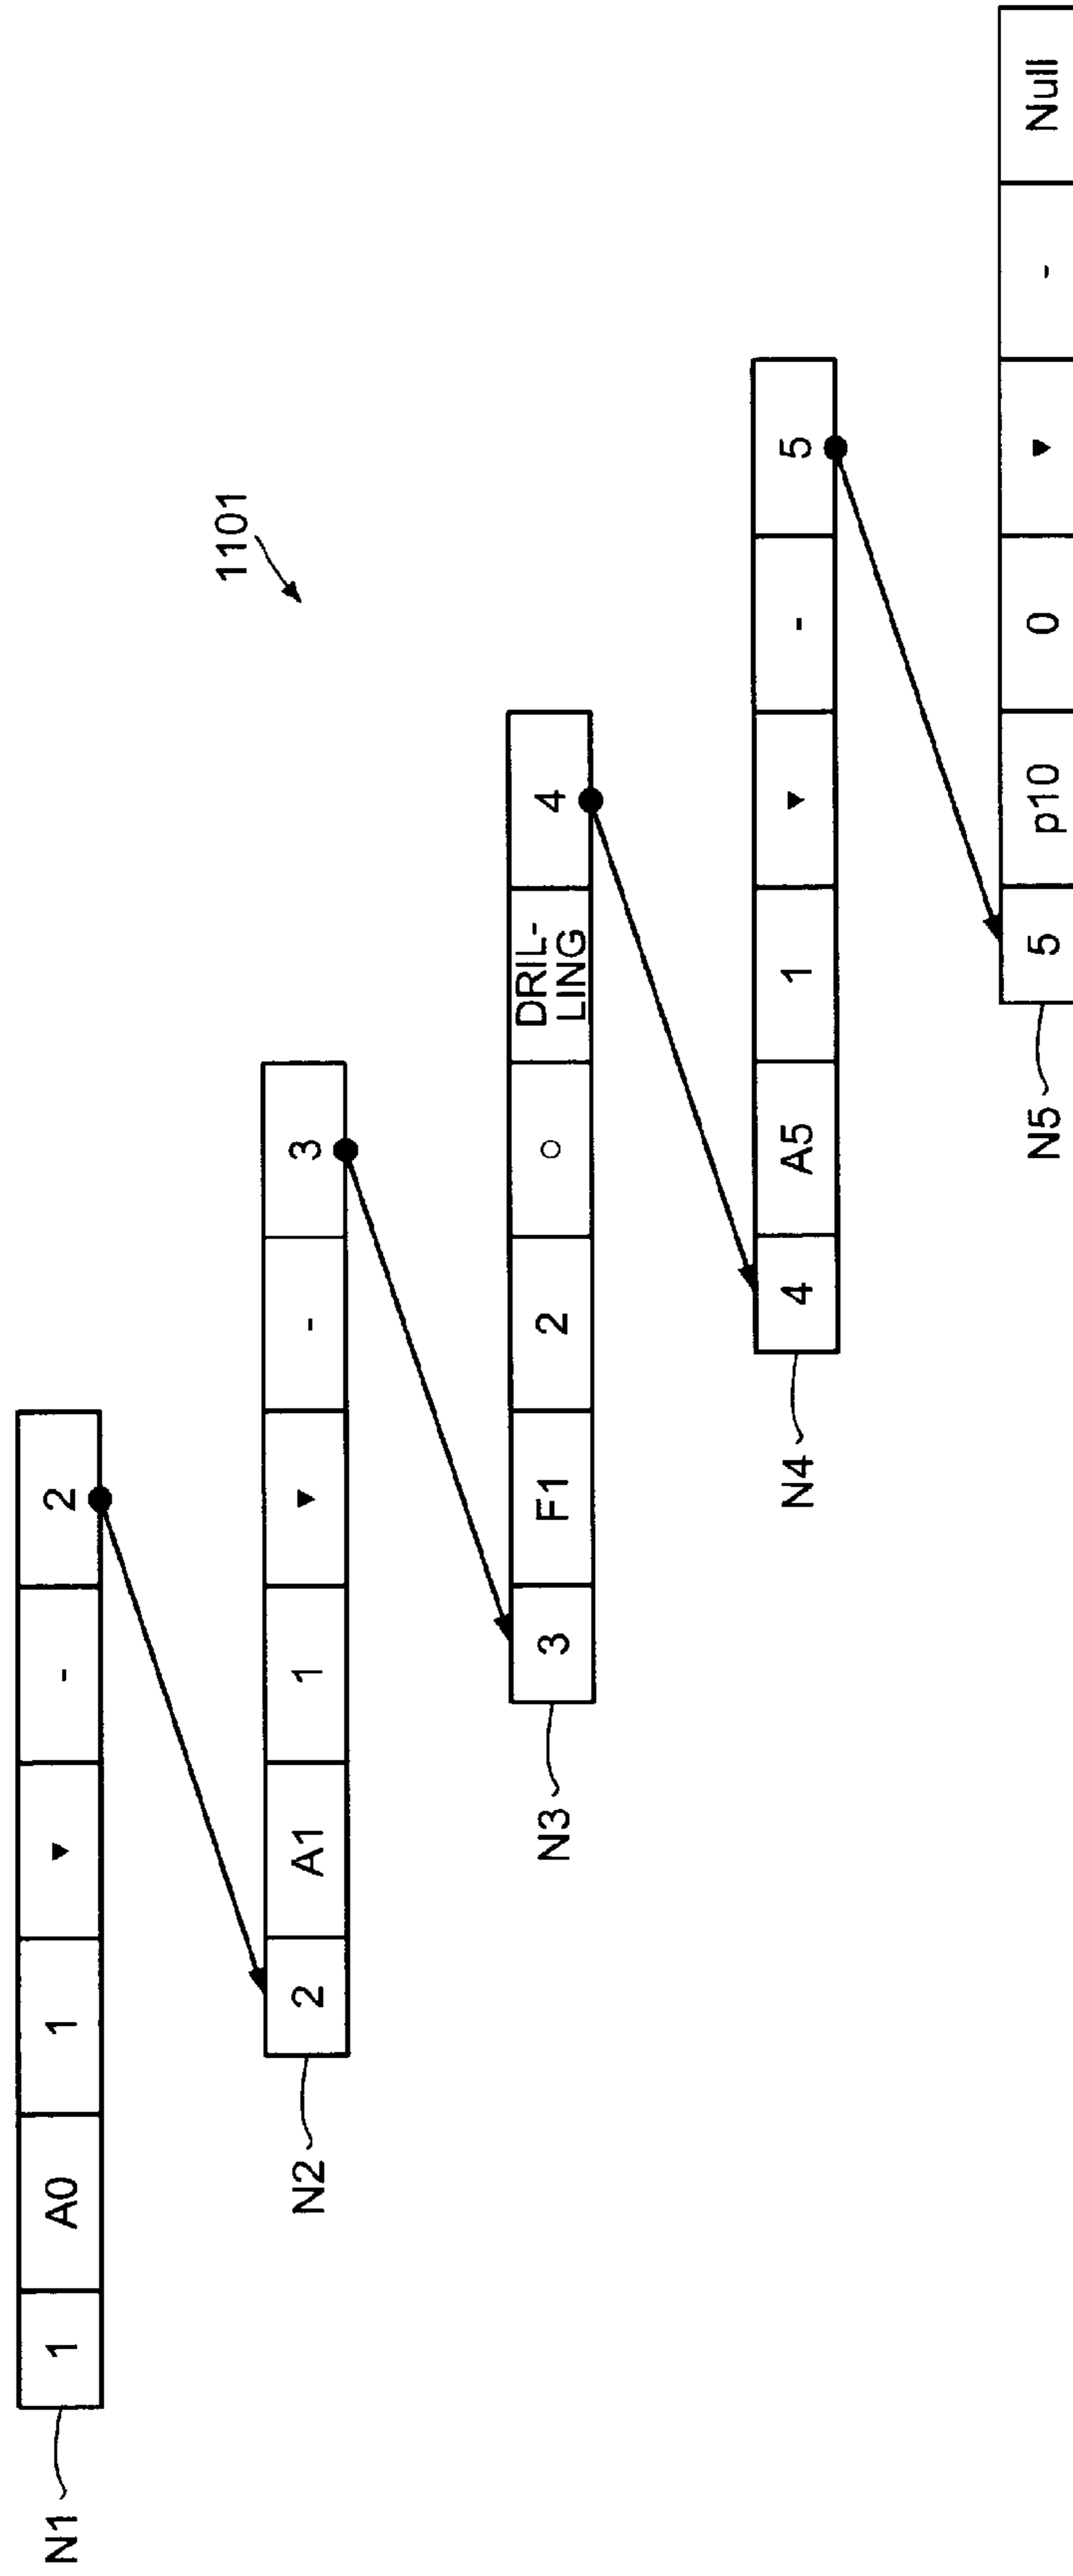 1101
N1 1 A0 1 ▼ - 2
N2 2 A1 1 ▼ - 3
N3 3 F1 2 ○ DRIL-
LING 4
N4 4 A5 1 ▼ - 5
N5 5 p10 0 ▼ - Null